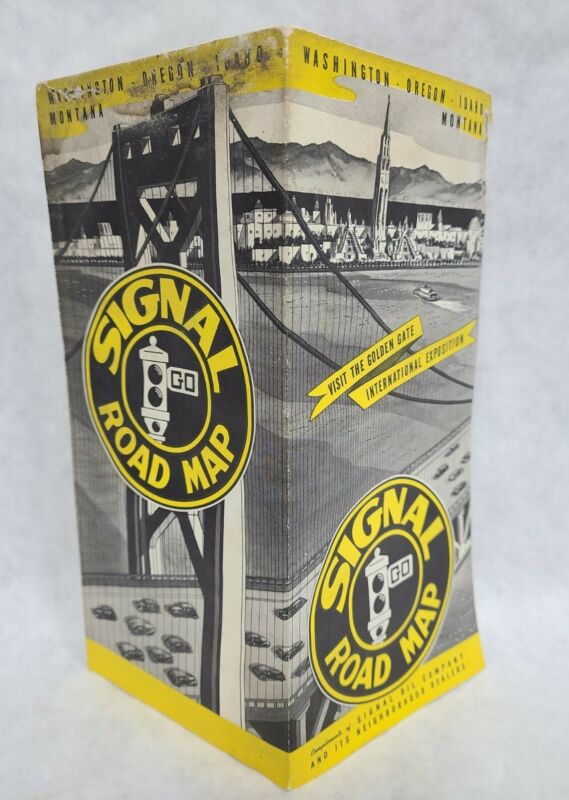 WASHINGTON · OREGON · IDAHO
MONTANA
SIGNAL
GO
ROAD MAP
WASHINGTON · OREGON · IDAHO
MONTANA
VISIT THE GOLDEN GATE
INTERNATIONAL EXPOSITION
SIGNAL
GO
ROAD MAP
Compliments of SIGNAL OIL COMPANY
AND ITS NEIGHBORHOOD DEALERS·